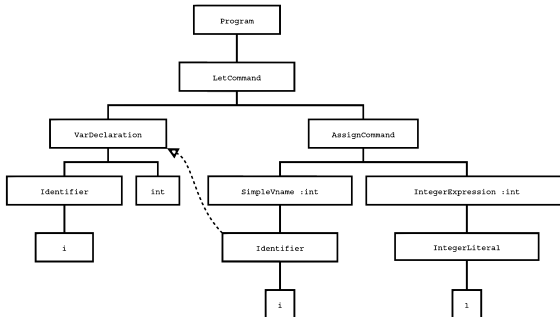 Program
LetCommand
VarDeclaration
AssignCommand
Identifier
int
SimpleVname :int
IntegerExpression :int
i
Identifier
IntegerLiteral
i
1